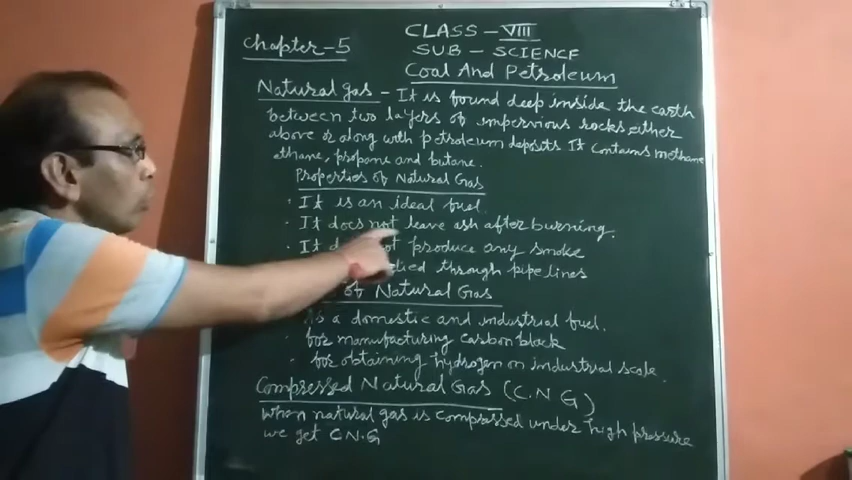 Chapter-5
CLASS - VIII
SUB - SCIENCE
Coal And Petroleum
Natural gas - It is found deep inside the earth
between two layers of impervious rocks either
above or along with petroleum deposits It contains methane
ethane, propane and butane.
Properties of Natural Gas
· It is an ideal fuel.
· It does not leave ash after burning.
· It not produce any smoke
through pipe lines
of Natural Gas
As a domestic and industrial fuel.
· for manufacturing carbon black
· for obtaining hydrogen on industrial scale.
Compressed Natural Gas (C.N G)
When natural gas is compressed under high pressure
we get C.N.G